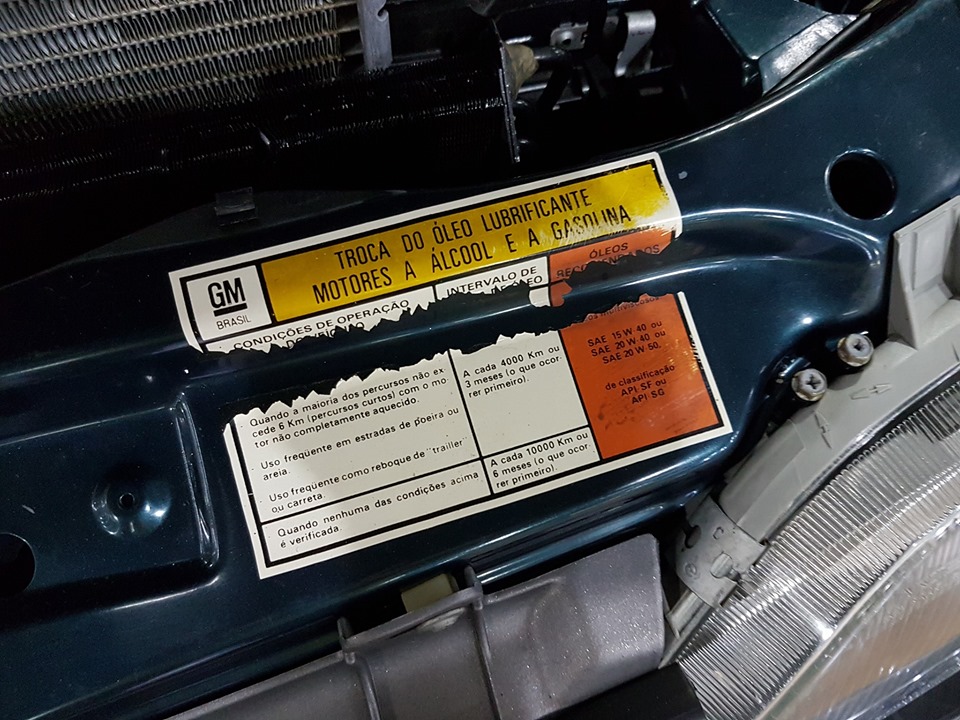 TROCA DO ÓLEO LUBRIFICANTE
MOTORES A ÁLCOOL E A GASOLINA
GM
BRASIL
CONDIÇÕES DE OPERAÇÃO
INTERVALO DE
ÓLEOS
Quando a maioria dos percursos não ex
cede 6 Km (percursos curtos) com o mo
tor não completamente aquecido.
Uso freqüente em estradas de poeira ou
areia.
Uso frequente como reboque de "trailler"
ou carreta.
A cada 4000 Km ou
3 meses (o que ocor.
rer primeiro).
SAE 15 W 40 ou
SAE 20 W 40 ou,
SAE 20 W 50,
de classificação
API-SF ou
API-SG
Quando nenhuma das condições acima
é verificada.
A cada 10000 Km ou
6 meses (o que ocor
rer primeiro).